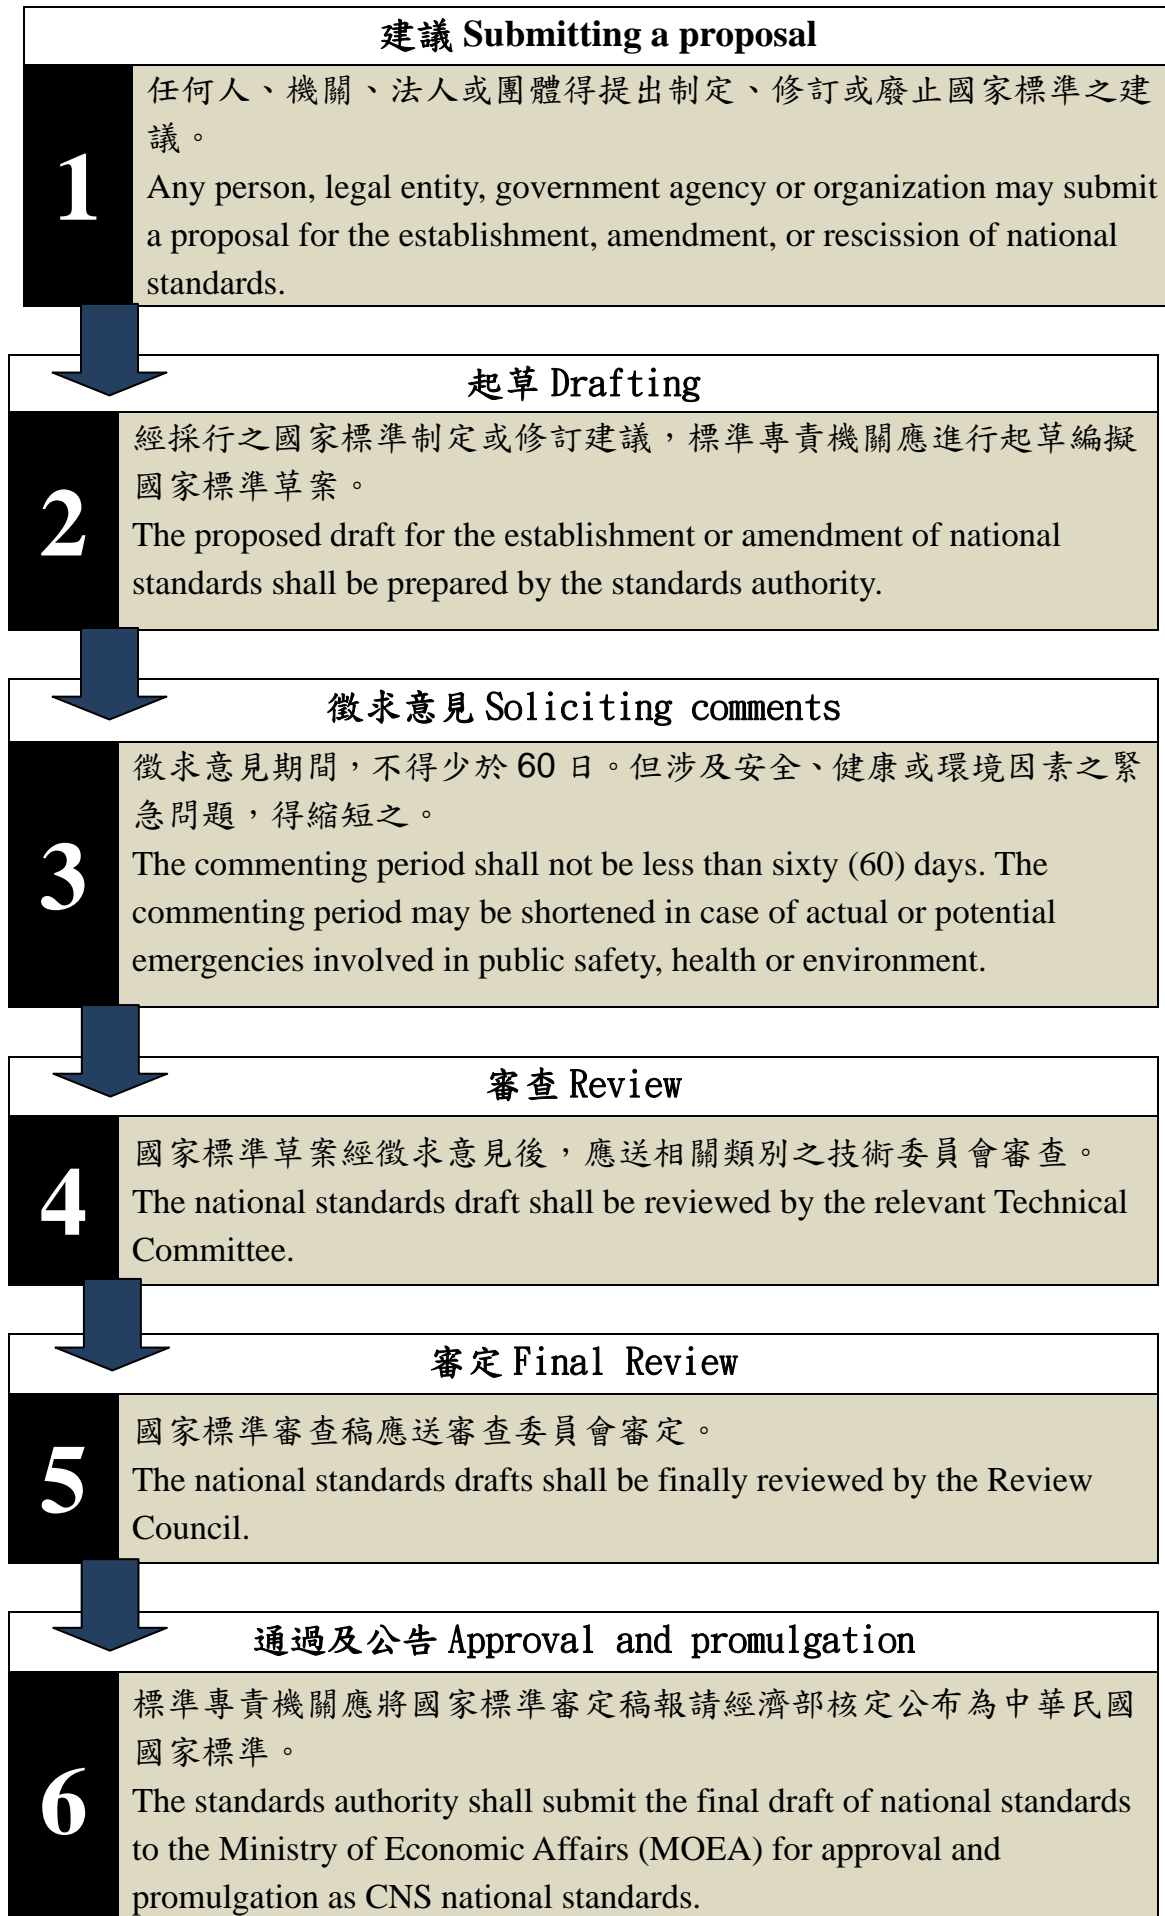 建議 Submitting a proposal
1
任何人、機關、法人或團體得提出制定、修訂或廢止國家標準之建
議。
Any person, legal entity, government agency or organization may submit
a proposal for the establishment, amendment, or rescission of national
standards.
起草 Drafting
2
經採行之國家標準制定或修訂建議，標準專責機關應進行起草編擬
國家標準草案。
The proposed draft for the establishment or amendment of national
standards shall be prepared by the standards authority.
徵求意見 Soliciting comments
3
徵求意見期間，不得少於 60 日。但涉及安全、健康或環境因素之緊
急問題，得縮短之。
The commenting period shall not be less than sixty (60) days. The
commenting period may be shortened in case of actual or potential
emergencies involved in public safety, health or environment.
審查 Review
4
國家標準草案經徵求意見後，應送相關類別之技術委員會審查。
The national standards draft shall be reviewed by the relevant Technical
Committee.
審定 Final Review
5
國家標準審查稿應送審查委員會審定。
The national standards drafts shall be finally reviewed by the Review
Council.
通過及公告 Approval and promulgation
6
標準專責機關應將國家標準審定稿報請經濟部核定公布為中華民國
國家標準。
The standards authority shall submit the final draft of national standards
to the Ministry of Economic Affairs (MOEA) for approval and
promulgation as CNS national standards.